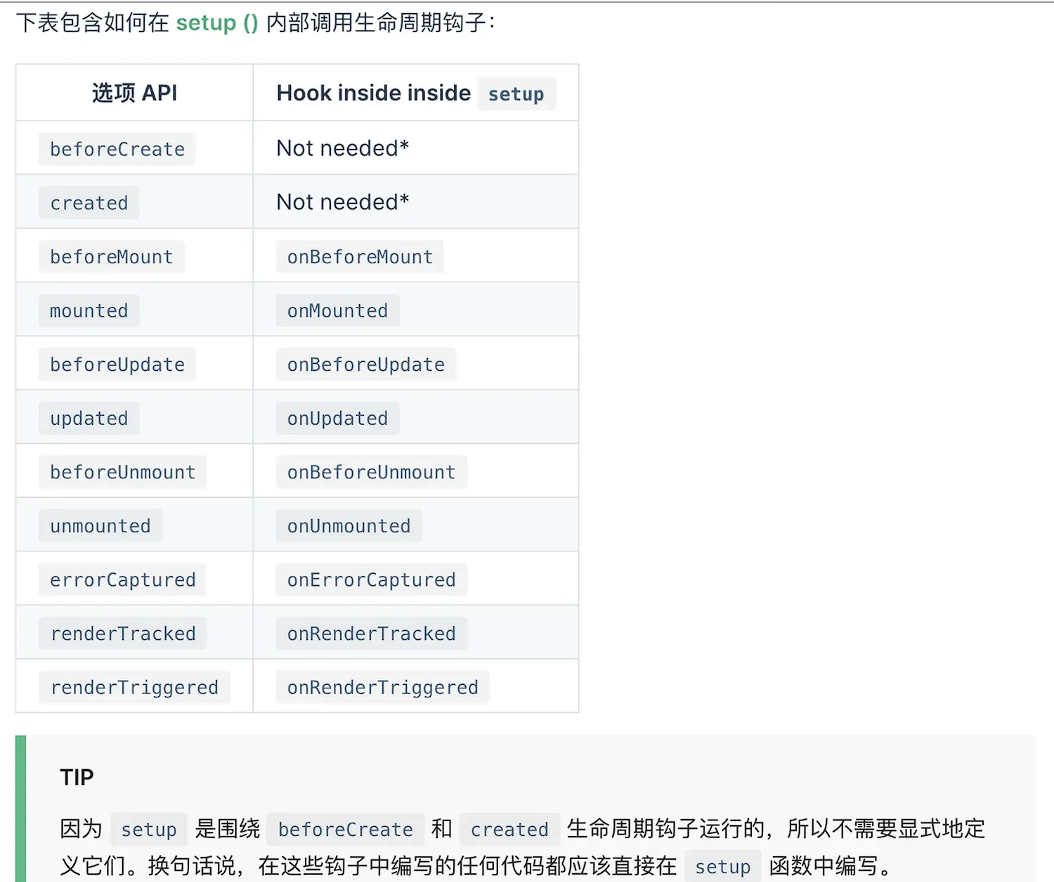 下表包含如何在 setup () 内部调用生命周期钩子：
选项 API Hook inside inside setup
beforeCreate Not needed*
created Not needed*
beforeMount onBeforeMount
mounted onMounted
beforeUpdate onBeforeUpdate
updated onUpdated
beforeUnmount onBeforeUnmount
unmounted onUnmounted
errorCaptured onErrorCaptured
renderTracked onRenderTracked
renderTriggered onRenderTriggered
TIP
因为 setup 是围绕 beforeCreate 和 created 生命周期钩子运行的，所以不需要显式地定
义它们。换句话说，在这些钩子中编写的任何代码都应该直接在 setup 函数中编写。